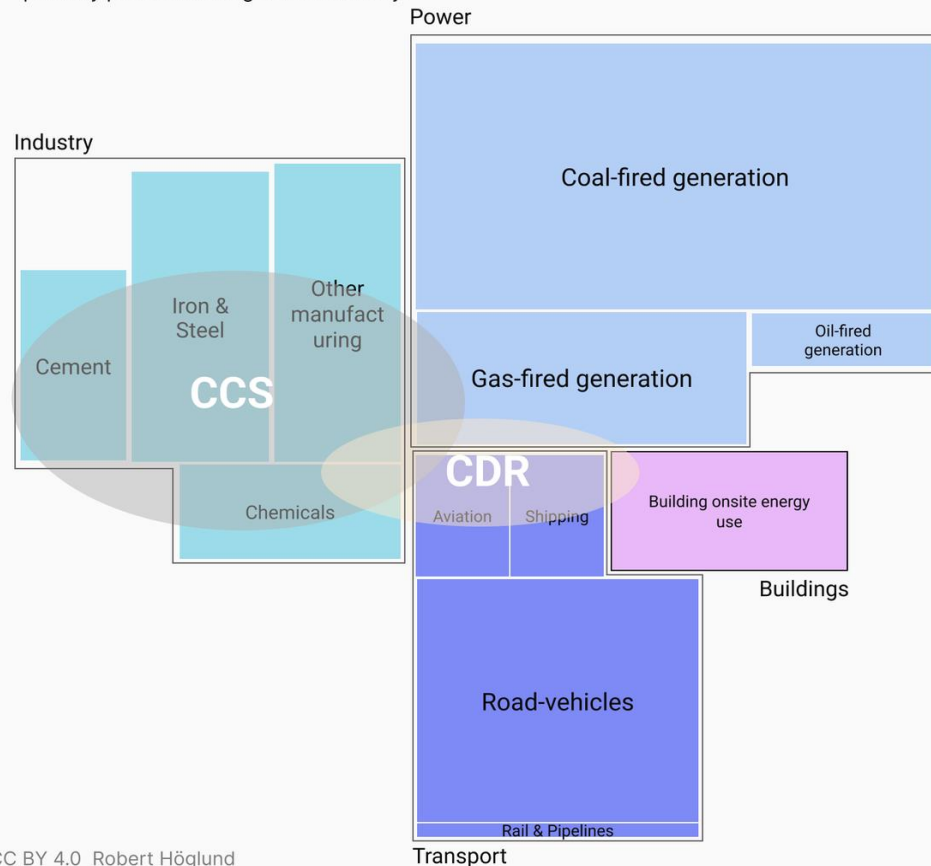 Power
Industry
Coal-fired generation
Other
manufact
uring
Iron &
Steel
Oil-fired
generation
Cement
Gas-fired generation
CCS
CDR
Building onsite energy
use
Chemicals
Aviation
Shipping
Buildings
Road-vehicles
Rail & Pipelines
CC BY 4.0 Robert Höglund
Transport